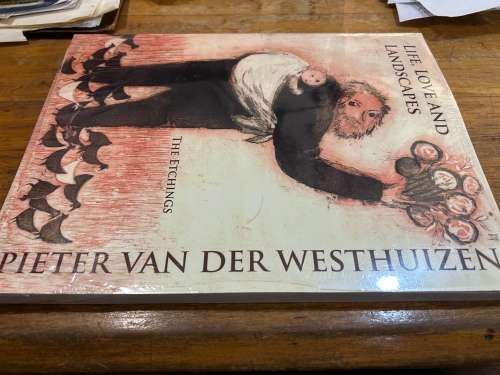 LIFE, LOVE AND
LANDSCAPES
THE ETCHINGS
PIETER VAN DER WESTHUIZEN